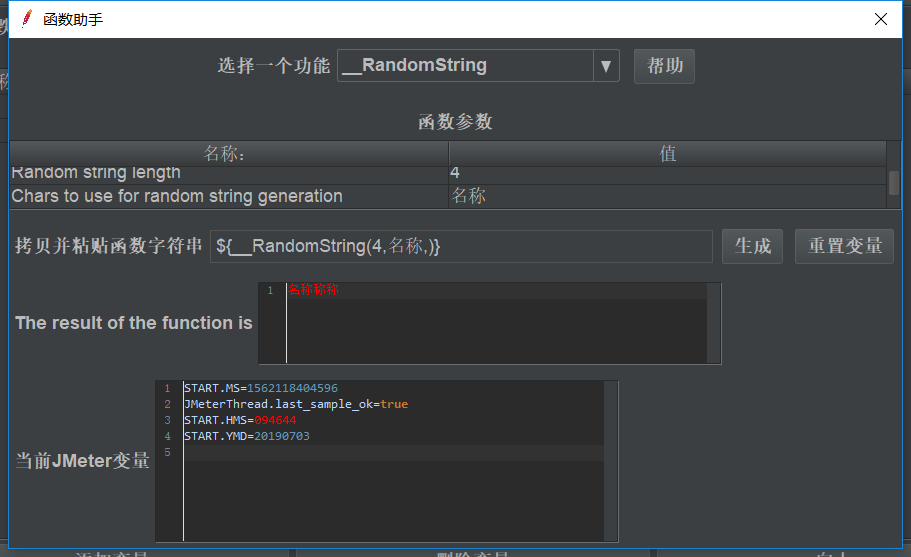 函数助手
选择一个功能 __RandomString ▼ 帮助
函数参数
名称: 值
Random string length 4
Chars to use for random string generation 名称
拷贝并粘贴函数字符串 ${__RandomString(4,名称,)} 生成 重置变量
1 名称称称
The result of the function is
1 START.MS=1562118404596
2 JMeterThread.last_sample_ok=true
3 START.HMS=094644
4 START.YMD=20190703
5
当前JMeter变量